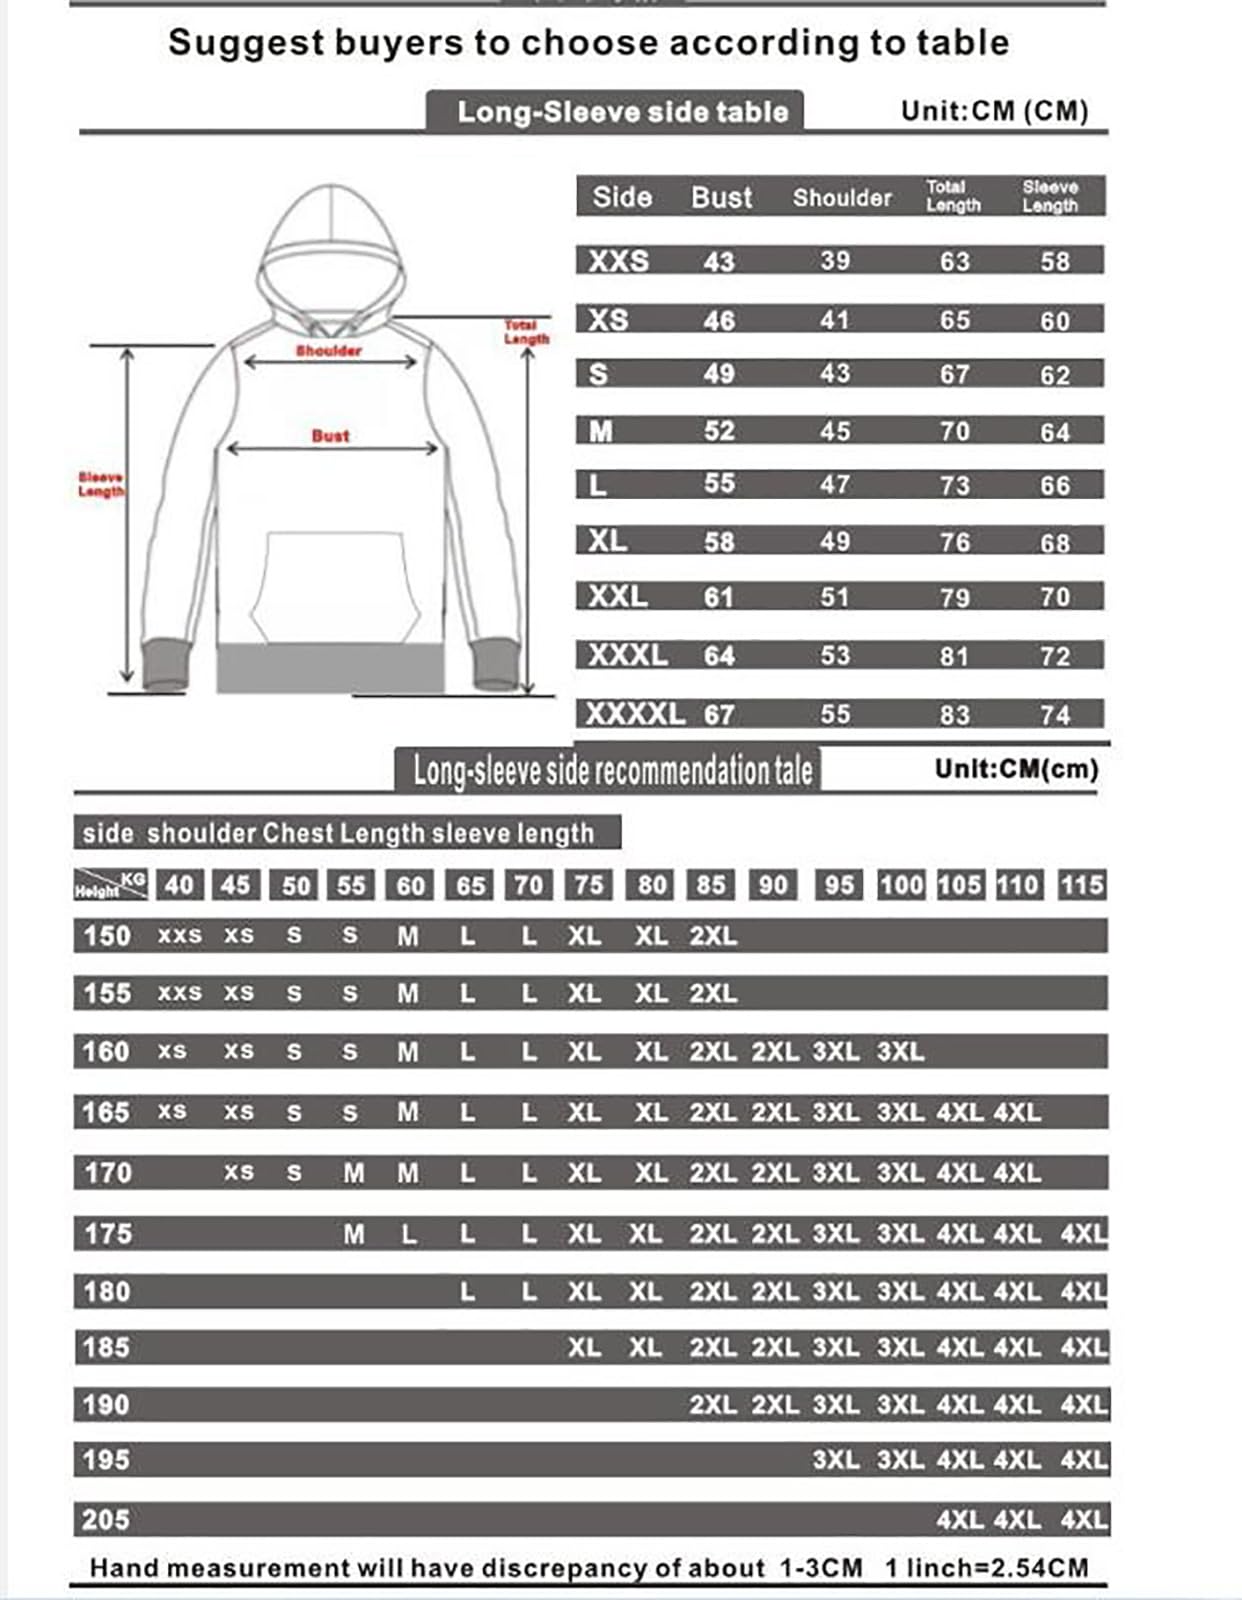 Suggest buyers to choose according to table
Long-Sleeve side table
Unit:CM (CM)
Side Bust Shoulder Total Length Sleeve Length
XXS 43 39 63 58
XS 46 41 65 60
S 49 43 67 62
M 52 45 70 64
L 55 47 73 66
XL 58 49 76 68
XXL 61 51 79 70
XXXL 64 53 81 72
XXXXL 67 55 83 74
Total
Length
Shoulder
Bust
Sleeve
Length
Long-sleeve side recommendation tale
Unit:CM(cm)
side shoulder Chest Length sleeve length
Height KG 40 45 50 55 60 65 70 75 80 85 90 95 100 105 110 115
150 XXS XS S S M L L XL XL 2XL
155 XXS XS S S M L L XL XL 2XL
160 XS XS S S M L L XL XL 2XL 2XL 3XL 3XL
165 XS XS S S M L L XL XL 2XL 2XL 3XL 3XL 4XL 4XL
170 XS S M M L L XL XL 2XL 2XL 3XL 3XL 4XL 4XL
175 M L L L XL XL 2XL 2XL 3XL 3XL 4XL 4XL 4XL
180 L L XL XL 2XL 2XL 3XL 3XL 4XL 4XL 4XL
185 XL XL 2XL 2XL 3XL 3XL 4XL 4XL 4XL
190 2XL 2XL 3XL 3XL 4XL 4XL 4XL
195 3XL 3XL 4XL 4XL 4XL
205 4XL 4XL 4XL
Hand measurement will have discrepancy of about 1-3CM 1 linch=2.54CM